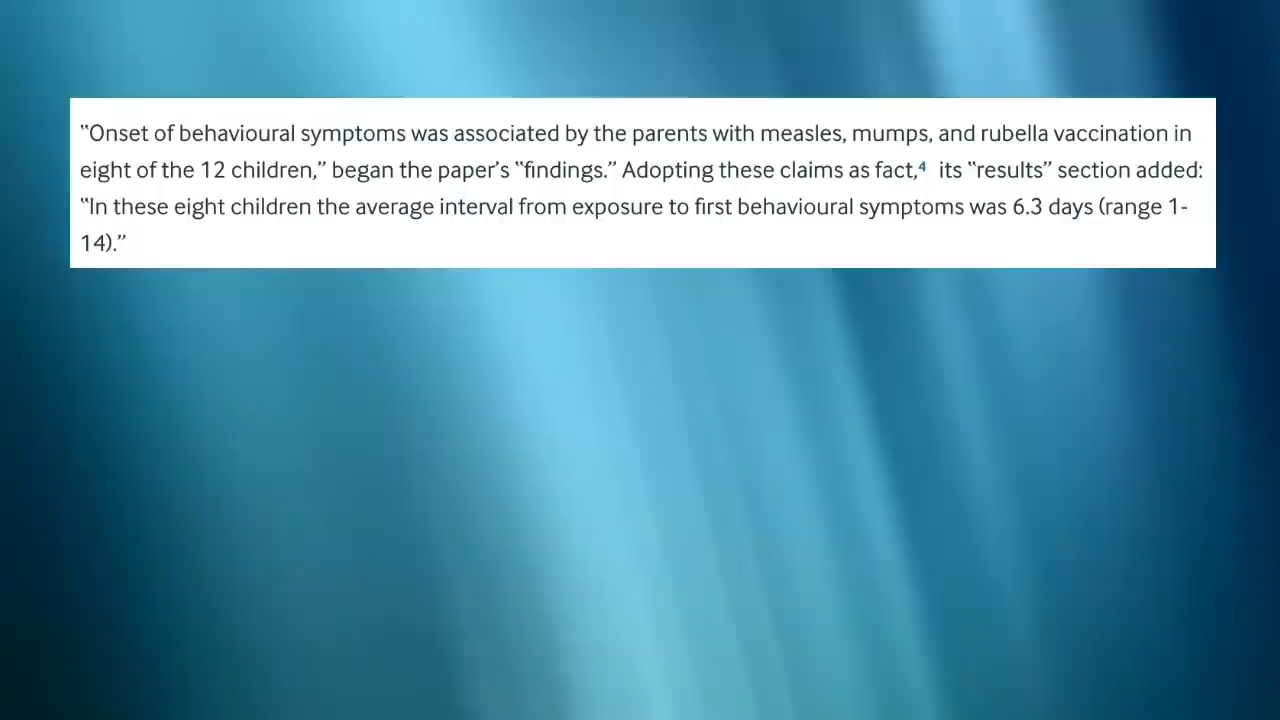 “Onset of behavioural symptoms was associated by the parents with measles, mumps, and rubella vaccination in
eight of the 12 children,” began the paper’s “findings.” Adopting these claims as fact,⁴ its “results” section added:
“In these eight children the average interval from exposure to first behavioural symptoms was 6.3 days (range 1-
14).”